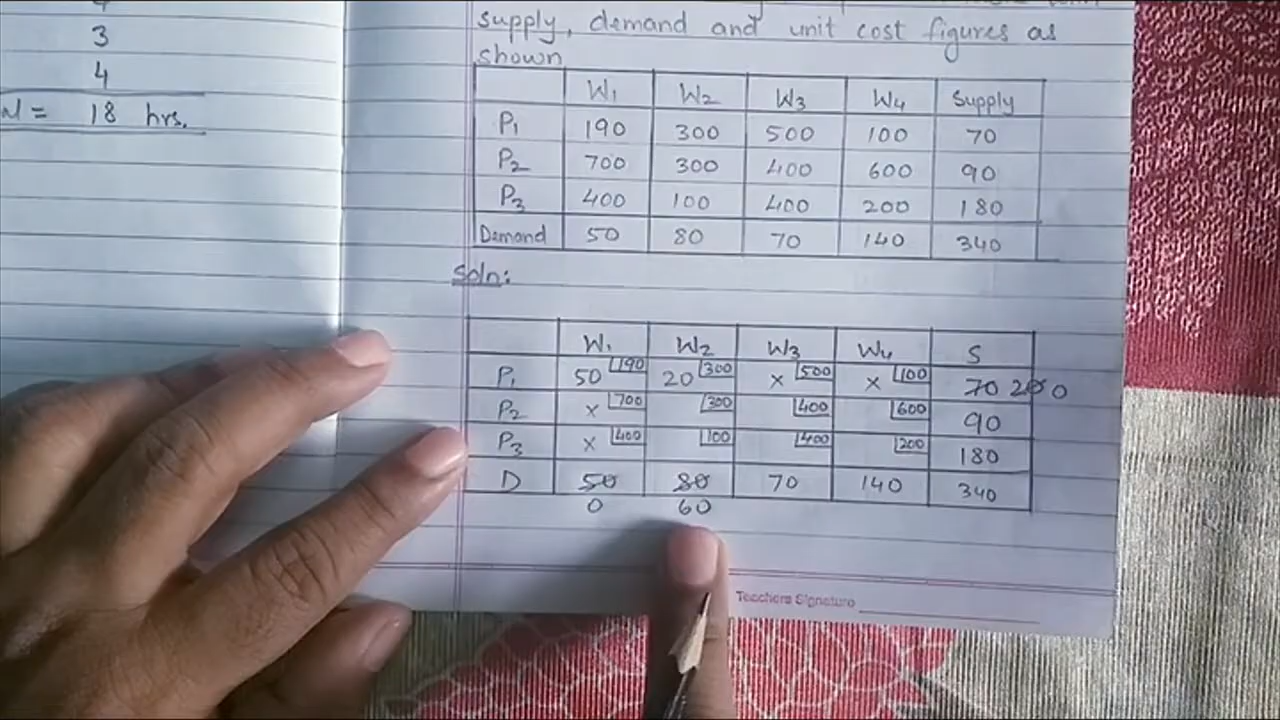 3
4
18 hrs.
supply, demand and unit cost figures as
shown
W1 W2 W3 W4 Supply
P1 190 300 500 100 70
P2 700 300 400 600 90
P3 400 100 400 200 180
Demand 50 80 70 140 340
Soln:
W1 W2 W3 W4 S
P1 50 190 20 300 × 500 × 100 70 20 0
P2 × 700 300 400 600 90
P3 × 400 100 400 200 180
D 50 80 70 140 340
0 60
Teachers Signature